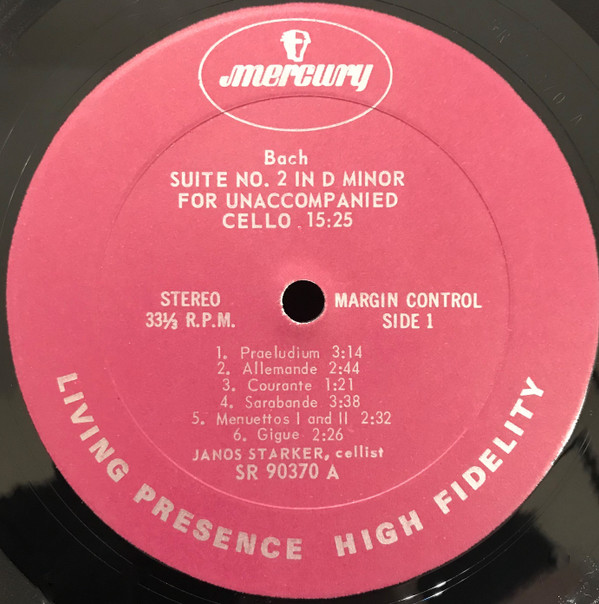 mercury
Bach
SUITE NO. 2 IN D MINOR
FOR UNACCOMPANIED
CELLO . 15:25
STEREO
33⅓ R.P.M.
MARGIN CONTROL
SIDE 1
1. Praeludium 3:14
2. Allemande 2:44
3. Courante 1:21
4. Sarabande 3:38
5. Menuettos I and II 2:32
6. Gigue 2:26
JANOS STARKER, cellist
SR 90370 A
LIVING PRESENCE HIGH FIDELITY